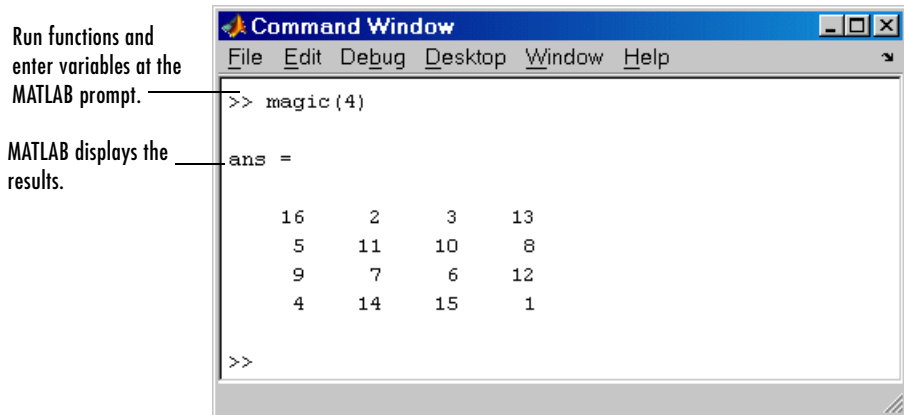 Run functions and
enter variables at the
MATLAB prompt.
MATLAB displays the
results.
Command Window
File Edit Debug Desktop Window Help
>> magic(4)
ans =
16 2 3 13
5 11 10 8
9 7 6 12
4 14 15 1
>>